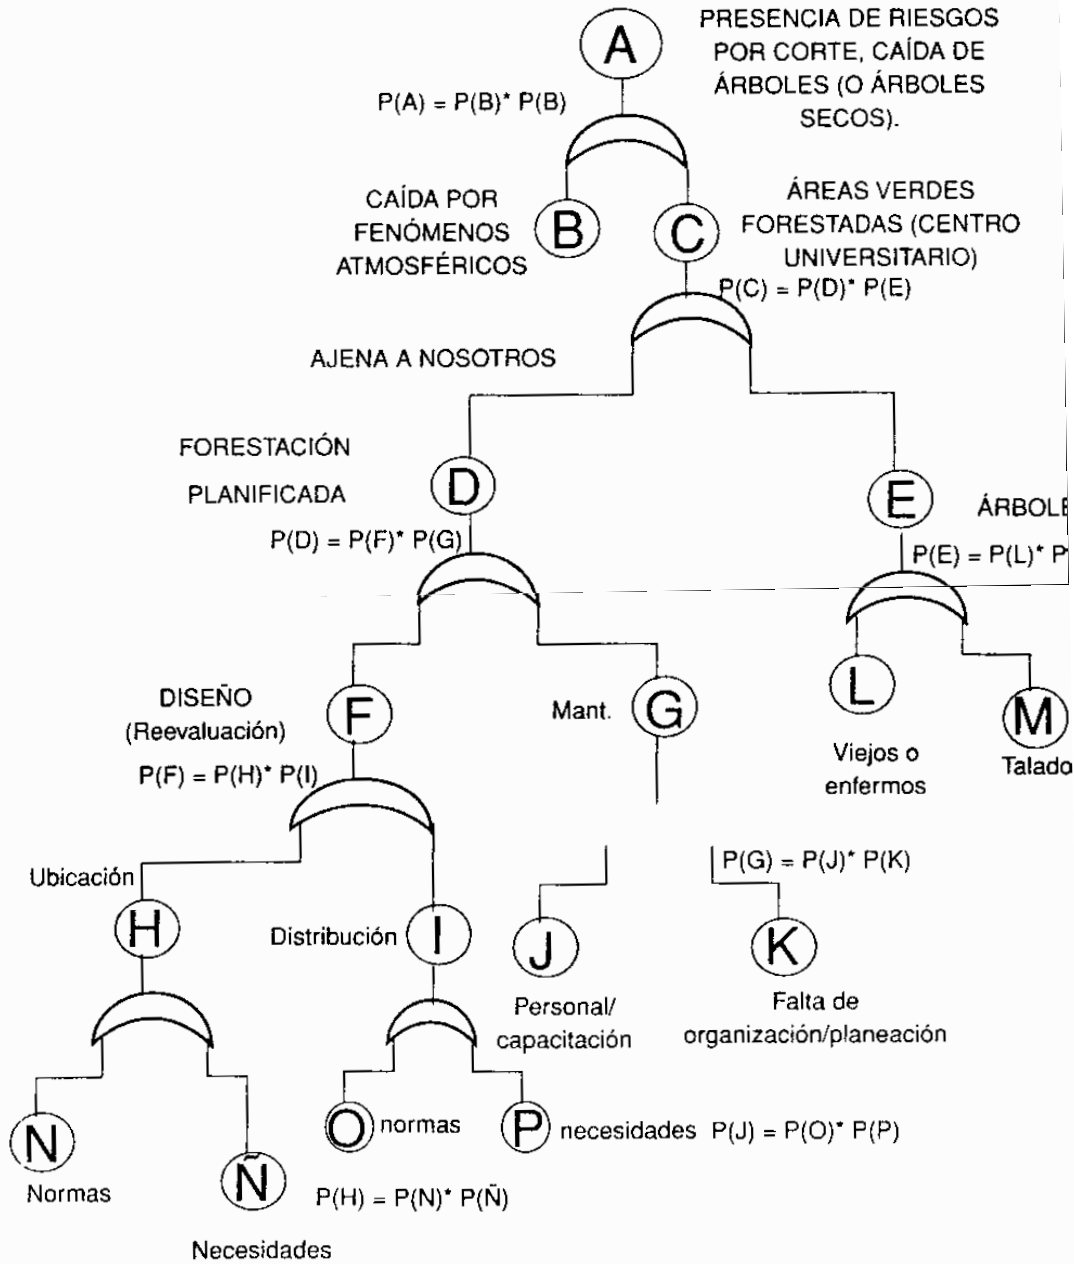 A
PRESENCIA DE RIESGOS
POR CORTE, CAÍDA DE
ÁRBOLES (O ÁRBOLES
SECOS).
P(A) = P(B)* P(B)
CAÍDA POR
FENÓMENOS
ATMOSFÉRICOS
B
C
ÁREAS VERDES
FORESTADAS (CENTRO
UNIVERSITARIO)
P(C) = P(D)* P(E)
AJENA A NOSOTROS
FORESTACIÓN
PLANIFICADA
D
P(D) = P(F)* P(G)
E
ÁRBOLE
P(E) = P(L)* P
DISEÑO
(Reevaluación)
F
P(F) = P(H)* P(I)
Mant.
G
L
Viejos o
enfermos
M
Talado
Ubicación
H
Distribución
I
P(G) = P(J)* P(K)
J
Personal/
capacitación
K
Falta de
organización/planeación
N
Normas
Ñ
Necesidades
O normas
P necesidades
P(J) = P(O)* P(P)
P(H) = P(N)* P(Ñ)